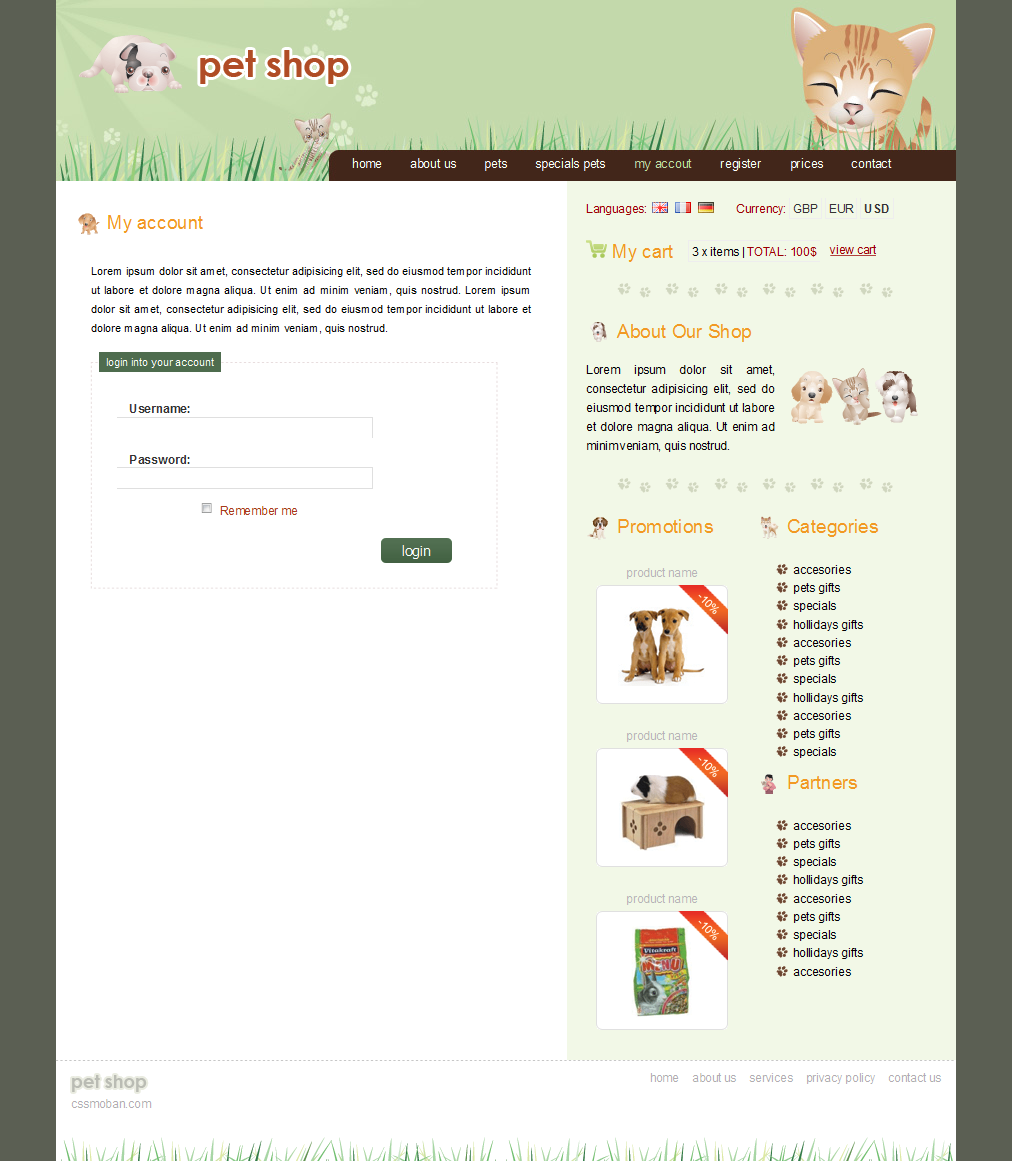 pet shop
home about us pets specials pets my accout register prices contact
My account
Lorem ipsum dolor sit amet, consectetur adipisicing elit, sed do eiusmod tempor incididunt
ut labore et dolore magna aliqua. Ut enim ad minim veniam, quis nostrud. Lorem ipsum
dolor sit amet, consectetur adipisicing elit, sed do eiusmod tempor incididunt ut labore et
dolore magna aliqua. Ut enim ad minim veniam, quis nostrud.
login into your account
Username:
Password:
Remember me
login
Languages: Currency: GBP EUR USD
My cart 3 x items | TOTAL: 100$ view cart
About Our Shop
Lorem ipsum dolor sit amet,
consectetur adipisicing elit, sed do
eiusmod tempor incididunt ut labore
et dolore magna aliqua. Ut enim ad
minim veniam, quis nostrud.
Promotions
product name
-10%
product name
-10%
product name
-10%
Vitakraft
MENU
Categories
accesories
pets gifts
specials
hollidays gifts
accesories
pets gifts
specials
hollidays gifts
accesories
pets gifts
specials
Partners
accesories
pets gifts
specials
hollidays gifts
accesories
pets gifts
specials
hollidays gifts
accesories
pet shop
cssmoban.com
home about us services privacy policy contact us